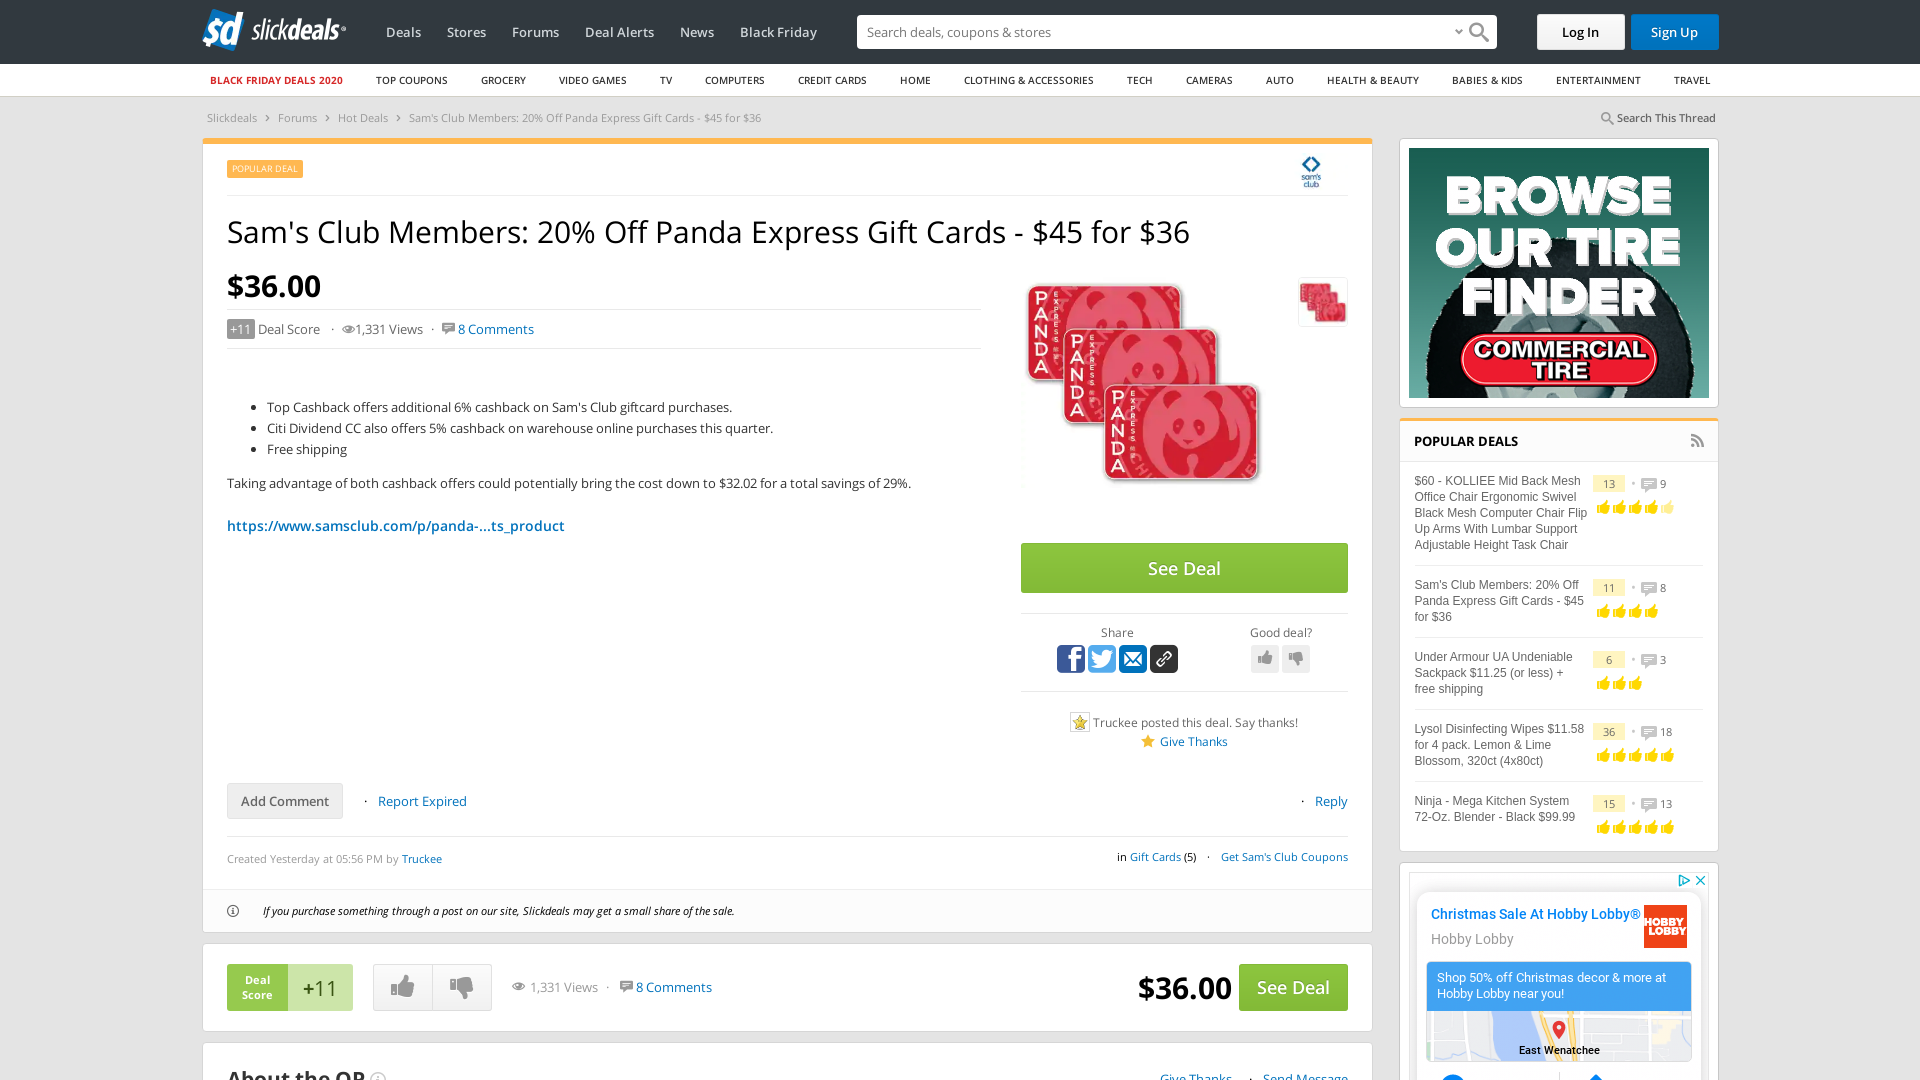 slickdeals
Deals
Stores
Forums
Deal Alerts
News
Black Friday
Search deals, coupons & stores
Log In
Sign Up
BLACK FRIDAY DEALS 2020
TOP COUPONS
GROCERY
VIDEO GAMES
TV
COMPUTERS
CREDIT CARDS
HOME
CLOTHING & ACCESSORIES
TECH
CAMERAS
AUTO
HEALTH & BEAUTY
BABIES & KIDS
ENTERTAINMENT
TRAVEL
Slickdeals › Forums › Hot Deals › Sam's Club Members: 20% Off Panda Express Gift Cards - $45 for $36
Search This Thread
POPULAR DEAL
sam's
club
Sam's Club Members: 20% Off Panda Express Gift Cards - $45 for $36
$36.00
+11 Deal Score · 1,331 Views · 8 Comments
• Top Cashback offers additional 6% cashback on Sam's Club giftcard purchases.
• Citi Dividend CC also offers 5% cashback on warehouse online purchases this quarter.
• Free shipping
Taking advantage of both cashback offers could potentially bring the cost down to $32.02 for a total savings of 29%.
https://www.samsclub.com/p/panda-...ts_product
PANDA EXPRESS
PANDA EXPRESS
PANDA EXPRESS
See Deal
Share
Good deal?
Truckee posted this deal. Say thanks!
Give Thanks
Add Comment
· Report Expired
· Reply
Created Yesterday at 05:56 PM by Truckee
in Gift Cards (5) · Get Sam's Club Coupons
If you purchase something through a post on our site, Slickdeals may get a small share of the sale.
Deal
Score
+11
1,331 Views · 8 Comments
$36.00
See Deal
About the OP
Give Thanks · Send Message
BROWSE
OUR TIRE
FINDER
COMMERCIAL
TIRE
POPULAR DEALS
$60 - KOLLIEE Mid Back Mesh
Office Chair Ergonomic Swivel
Black Mesh Computer Chair Flip
Up Arms With Lumbar Support
Adjustable Height Task Chair
13 · 9
Sam's Club Members: 20% Off
Panda Express Gift Cards - $45
for $36
11 · 8
Under Armour UA Undeniable
Sackpack $11.25 (or less) +
free shipping
6 · 3
Lysol Disinfecting Wipes $11.58
for 4 pack. Lemon & Lime
Blossom, 320ct (4x80ct)
36 · 18
Ninja - Mega Kitchen System
72-Oz. Blender - Black $99.99
15 · 13
Christmas Sale At Hobby Lobby®
Hobby Lobby
HOBBY
LOBBY
Shop 50% off Christmas decor & more at
Hobby Lobby near you!
East Wenatchee